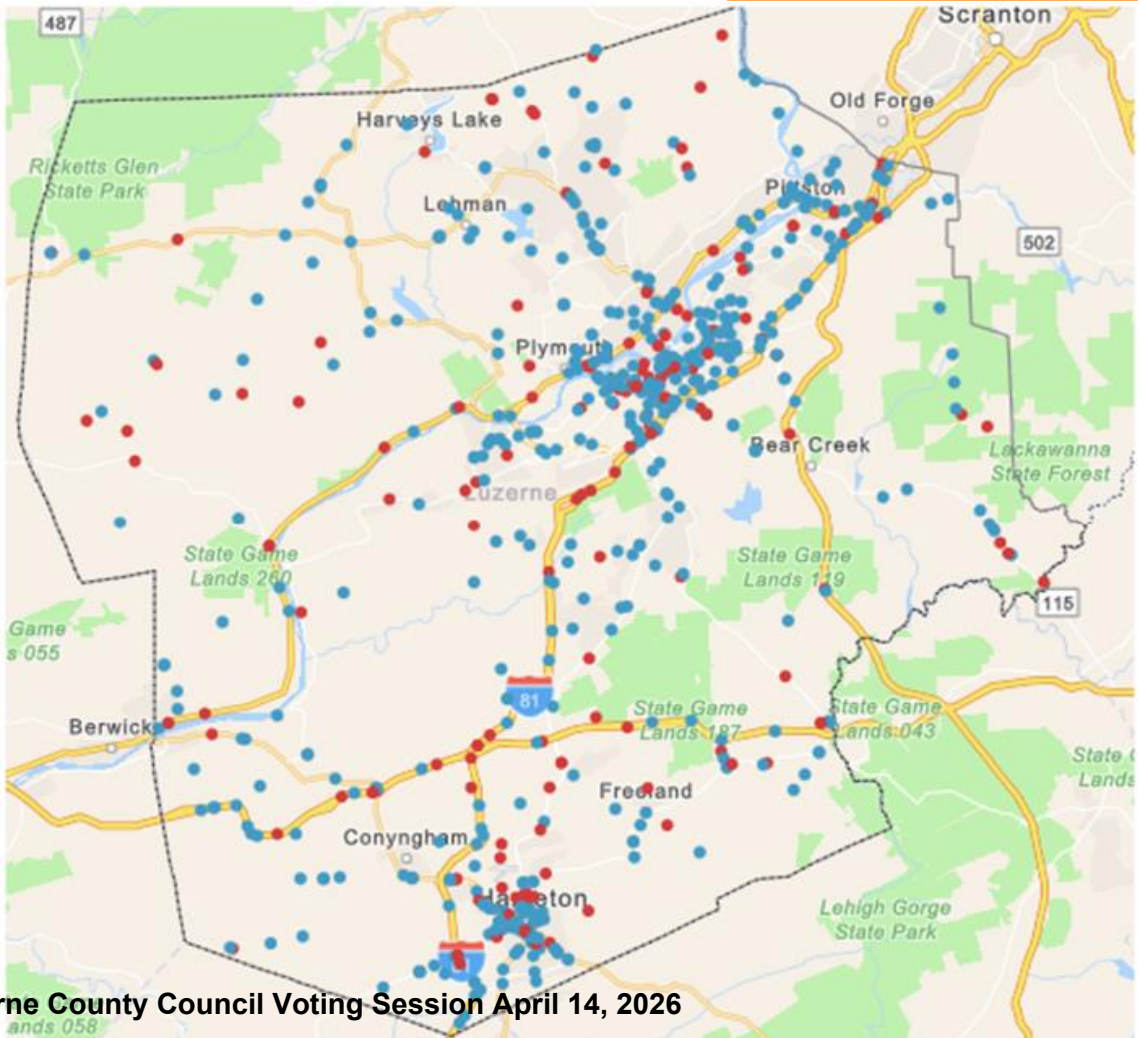 487
Scranton
Old Forge
Harveys Lake
Ricketts Glen
State Park
Pittston
Lehman
502
Plymouth
Bear Creek
Lackawanna
State Forest
Luzerne
State Game
Lands 260
State Game
Lands 119
115
Game
s 055
81
State Game
Lands 187
State Game
Lands 043
Berwick
State
Lands
Freeland
Conyngham
Hazleton
Lehigh Gorge
State Park
rne County Council Voting Session April 14, 2026
ands 058